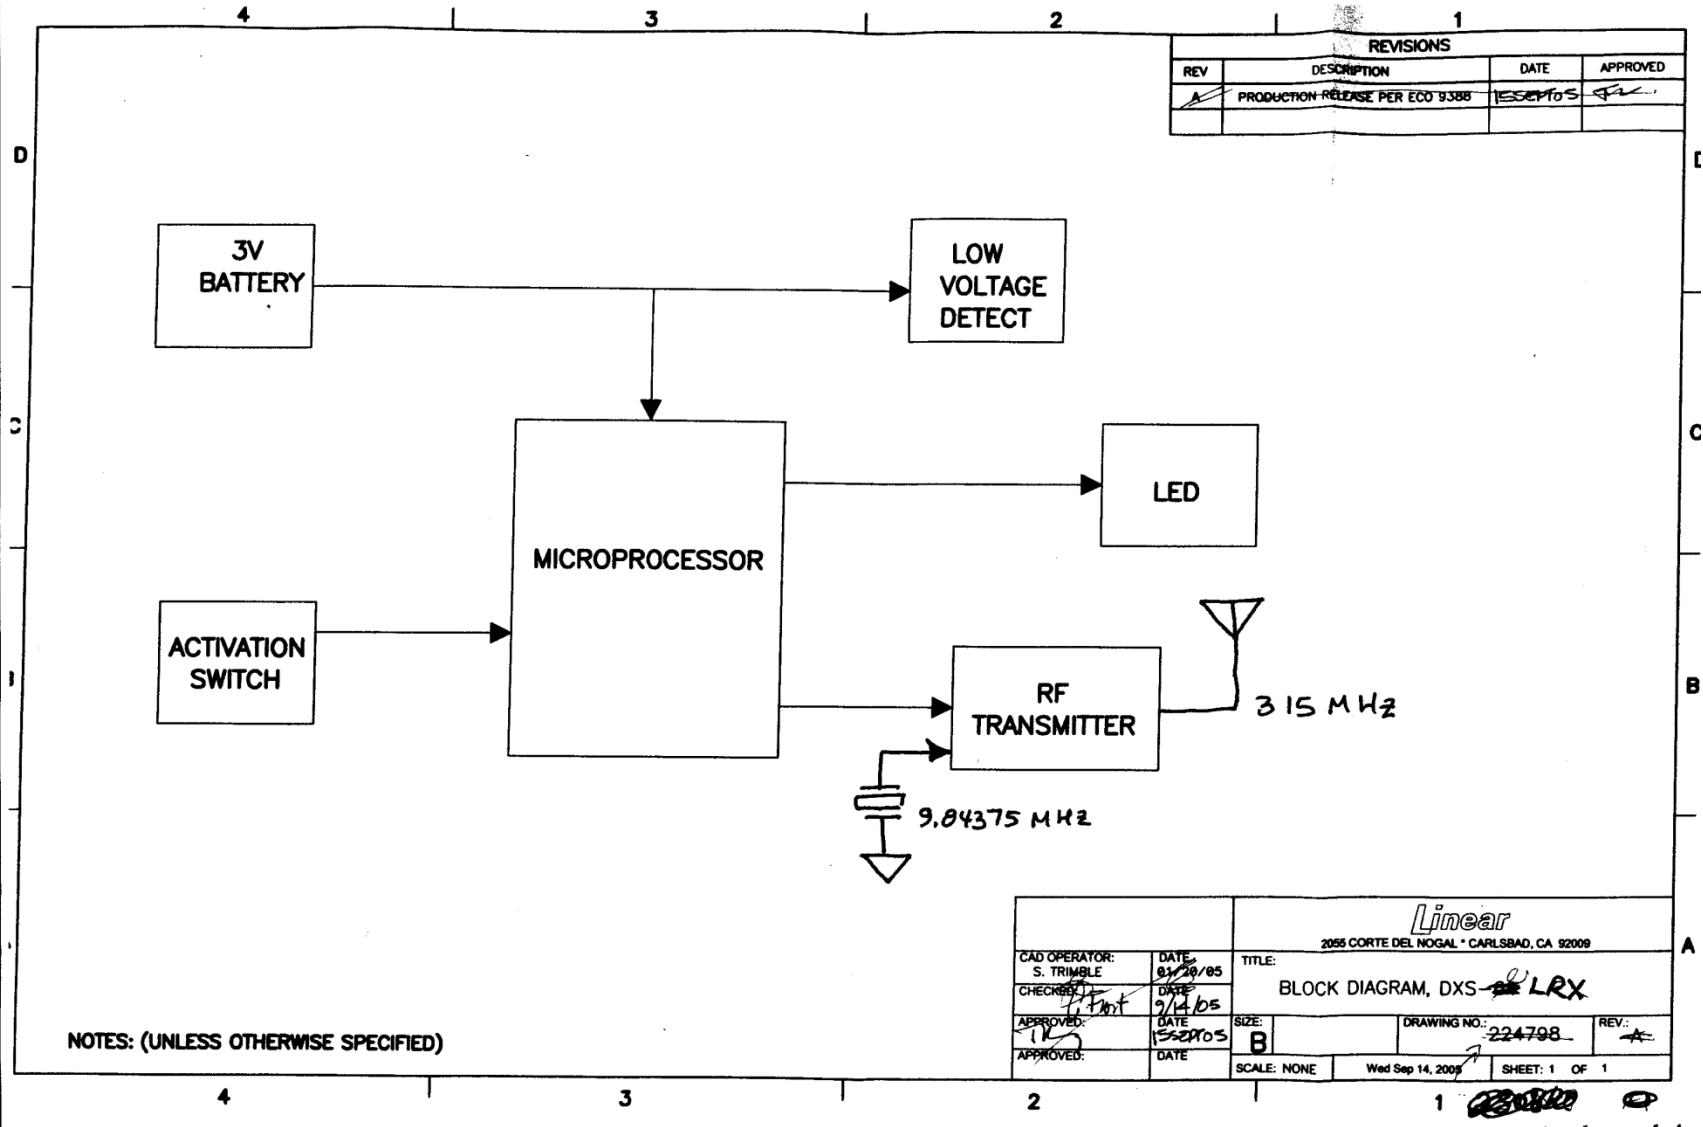 4 3 2 1
REVISIONS
REV DESCRIPTION DATE APPROVED
A PRODUCTION RELEASE PER ECO 9388 15SEPT05
D D
3V
BATTERY
LOW
VOLTAGE
DETECT
C C
LED
MICROPROCESSOR
ACTIVATION
SWITCH
B
RF
TRANSMITTER
315 MHz
9.84375 MHz
A
Linear
2055 CORTE DEL NOGAL * CARLSBAD, CA 92009
CAD OPERATOR: DATE
S. TRIMBLE 01/20/05
TITLE:
BLOCK DIAGRAM, DXS- LRX
CHECKED: DATE
9/14/05
APPROVED: DATE
15SEPT05
SIZE: DRAWING NO.: REV.:
B 224798 A
APPROVED: DATE
SCALE: NONE Wed Sep 14, 2005 SHEET: 1 OF 1
NOTES: (UNLESS OTHERWISE SPECIFIED)
4 3 2 1